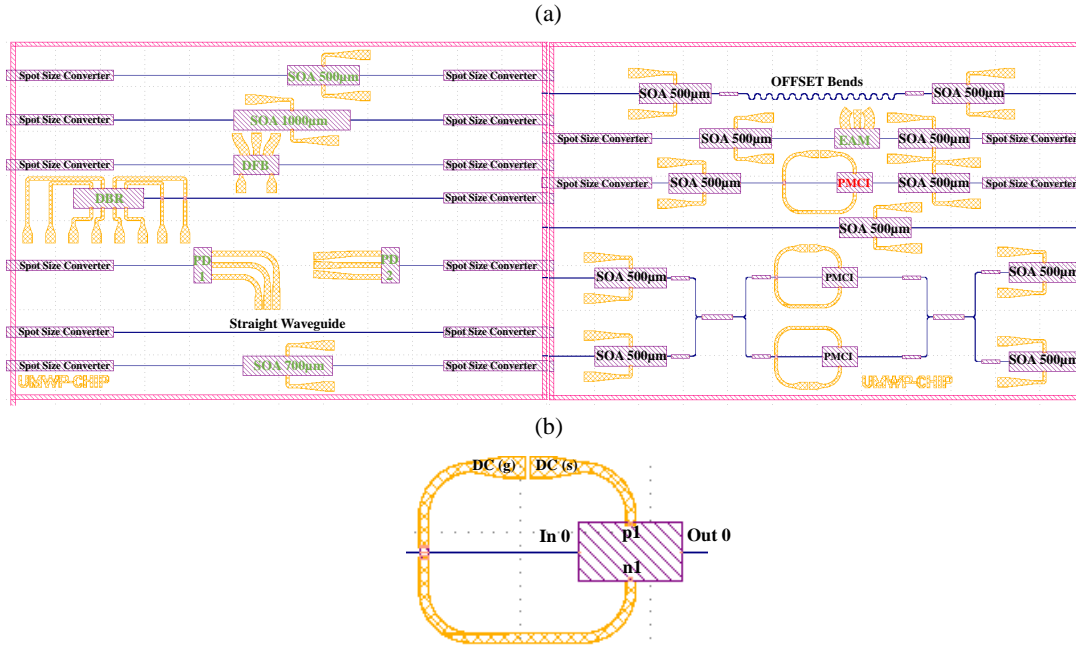 (a)
Spot Size Converter SOA 500µm Spot Size Converter
Spot Size Converter SOA 1000µm Spot Size Converter
Spot Size Converter DFB Spot Size Converter
DBR Spot Size Converter
Spot Size Converter PD 1 PD 2 Spot Size Converter
Straight Waveguide
Spot Size Converter Spot Size Converter
Spot Size Converter SOA 700µm Spot Size Converter
UMWP-CHIP
OFFSET Bends
SOA 500µm SOA 500µm
Spot Size Converter SOA 500µm EAM SOA 500µm Spot Size Converter
Spot Size Converter SOA 500µm PMCI SOA 500µm Spot Size Converter
SOA 500µm
SOA 500µm PMCI SOA 500µm
SOA 500µm PMCI SOA 500µm
UMWP-CHIP
(b)
DC (g) DC (s)
In 0 p1 Out 0
n1